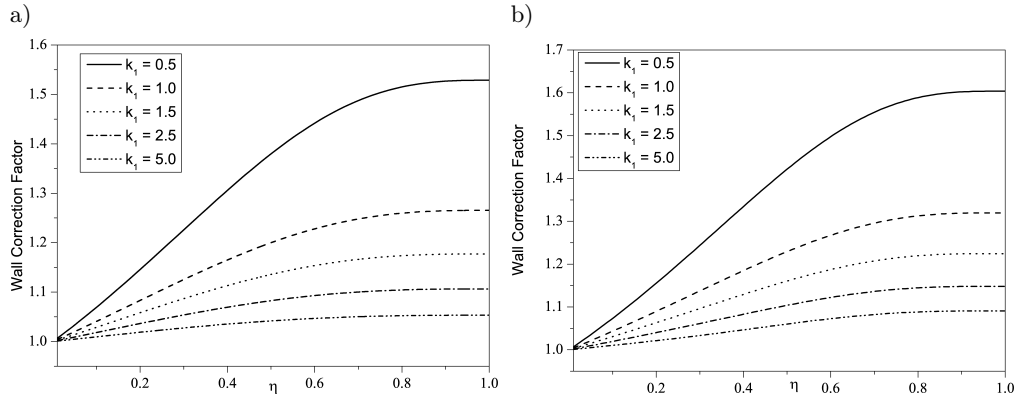 a)
1.6
1.5
1.4
1.3
1.2
1.1
1.0
Wall Correction Factor
k1 = 0.5
k1 = 1.0
k1 = 1.5
k1 = 2.5
k1 = 5.0
0.2 0.4 0.6 0.8 1.0
η
b)
1.7
1.6
1.5
1.4
1.3
1.2
1.1
1.0
Wall Correction Factor
k1 = 0.5
k1 = 1.0
k1 = 1.5
k1 = 2.5
k1 = 5.0
0.2 0.4 0.6 0.8 1.0
η